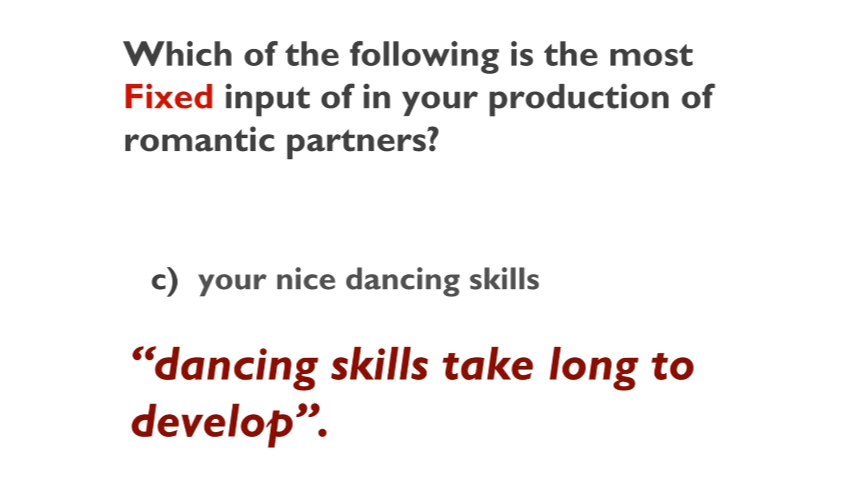 Which of the following is the most
Fixed input of in your production of
romantic partners?
c) your nice dancing skills
“dancing skills take long to
develop”.